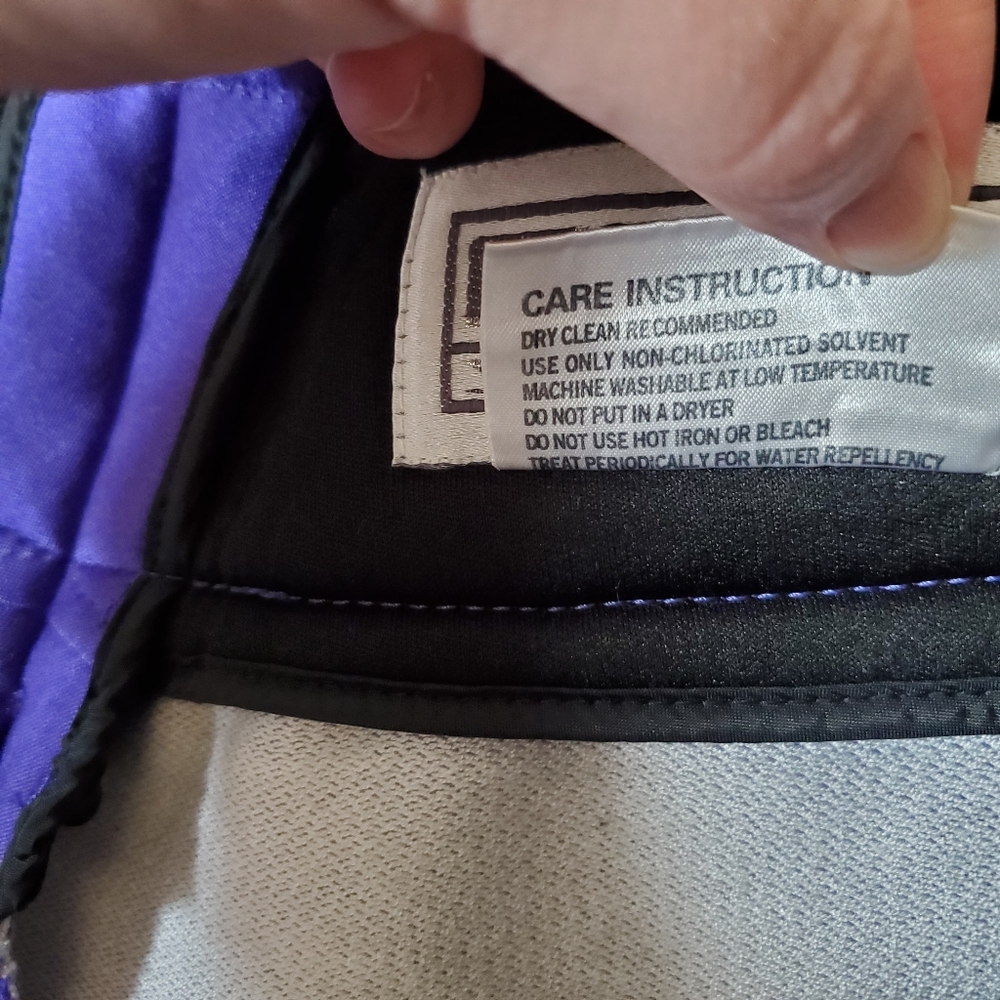 CARE INSTRUCTION
DRY CLEAN RECOMMENDED
USE ONLY NON-CHLORINATED SOLVENT
MACHINE WASHABLE AT LOW TEMPERATURE
DO NOT PUT IN A DRYER
DO NOT USE HOT IRON OR BLEACH
TREAT PERIODICALLY FOR WATER REPELLENCY